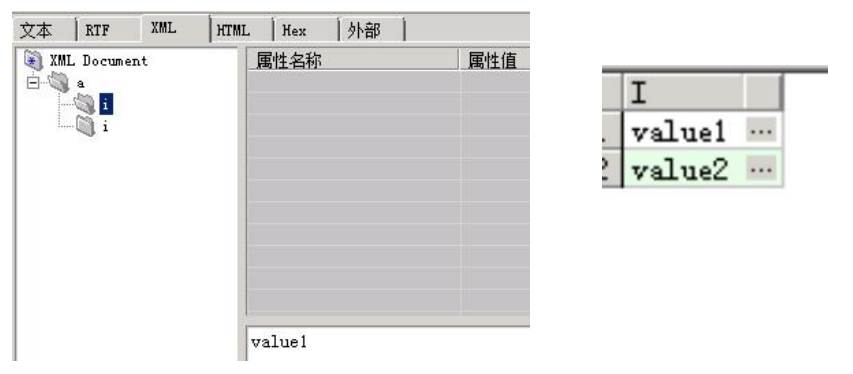 文本 RTF XML HTML Hex 外部
XML Document
a
i
i
属性名称 属性值
value1
I
value1 ...
2 value2 ...